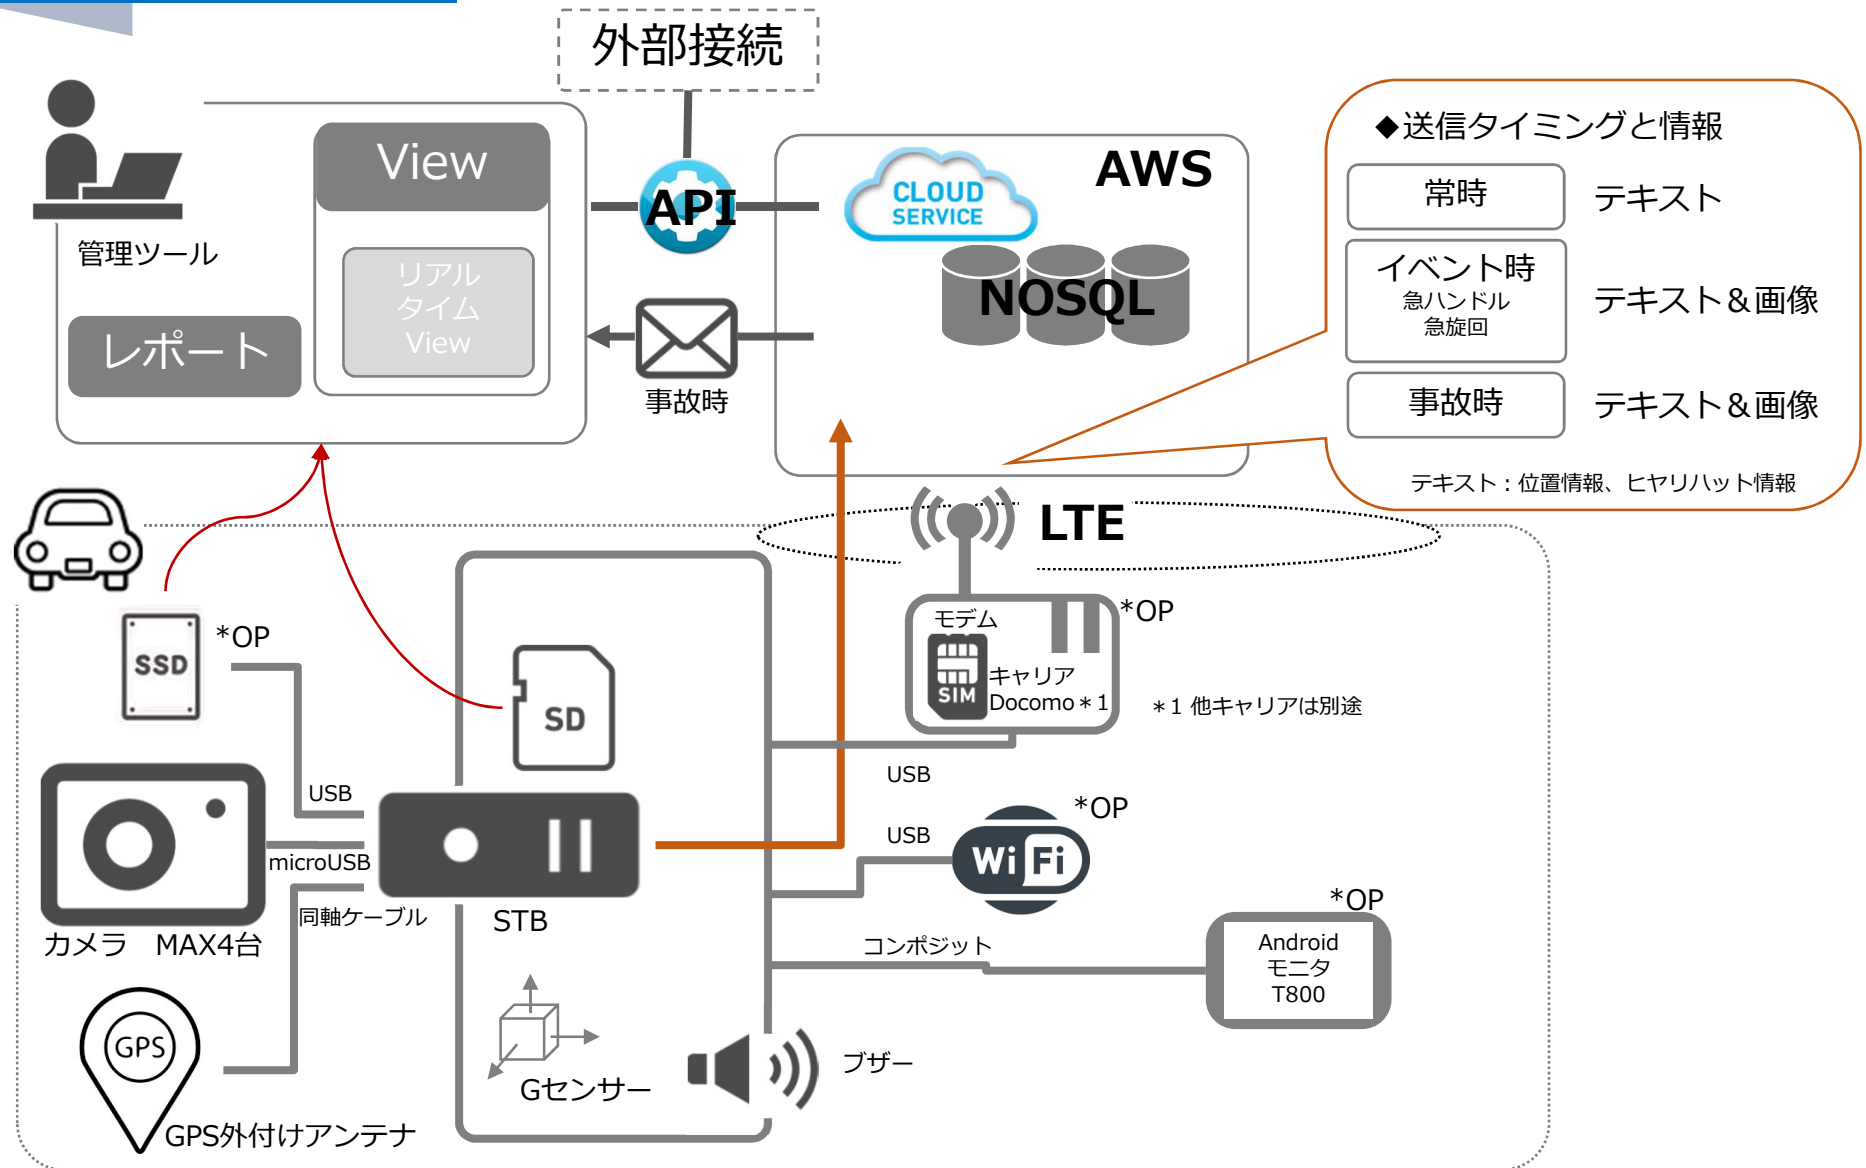 外部接続
View
リアル
タイム
View
管理ツール
レポート
API
事故時
CLOUD
SERVICE
AWS
NOSQL
◆送信タイミングと情報
常時
テキスト
イベント時
急ハンドル
急旋回
テキスト＆画像
事故時
テキスト＆画像
テキスト：位置情報、ヒヤリハット情報
LTE
SSD
*OP
SD
モデム
*OP
SIM
キャリア
Docomo＊1
＊1 他キャリアは別途
USB
USB
microUSB
同軸ケーブル
STB
カメラ　MAX4台
USB
WiFi
*OP
コンポジット
*OP
Android
モニタ
T800
GPS
GPS外付けアンテナ
Gセンサー
ブザー